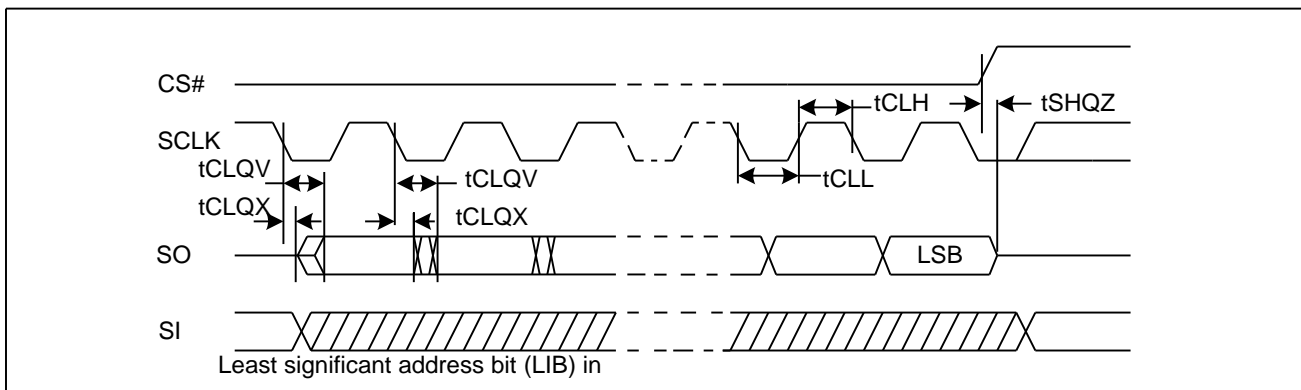 CS#
tCLH
tSHQZ
SCLK
tCLQV
tCLQV
tCLL
tCLQX
tCLQX
SO
LSB
SI
Least significant address bit (LIB) in